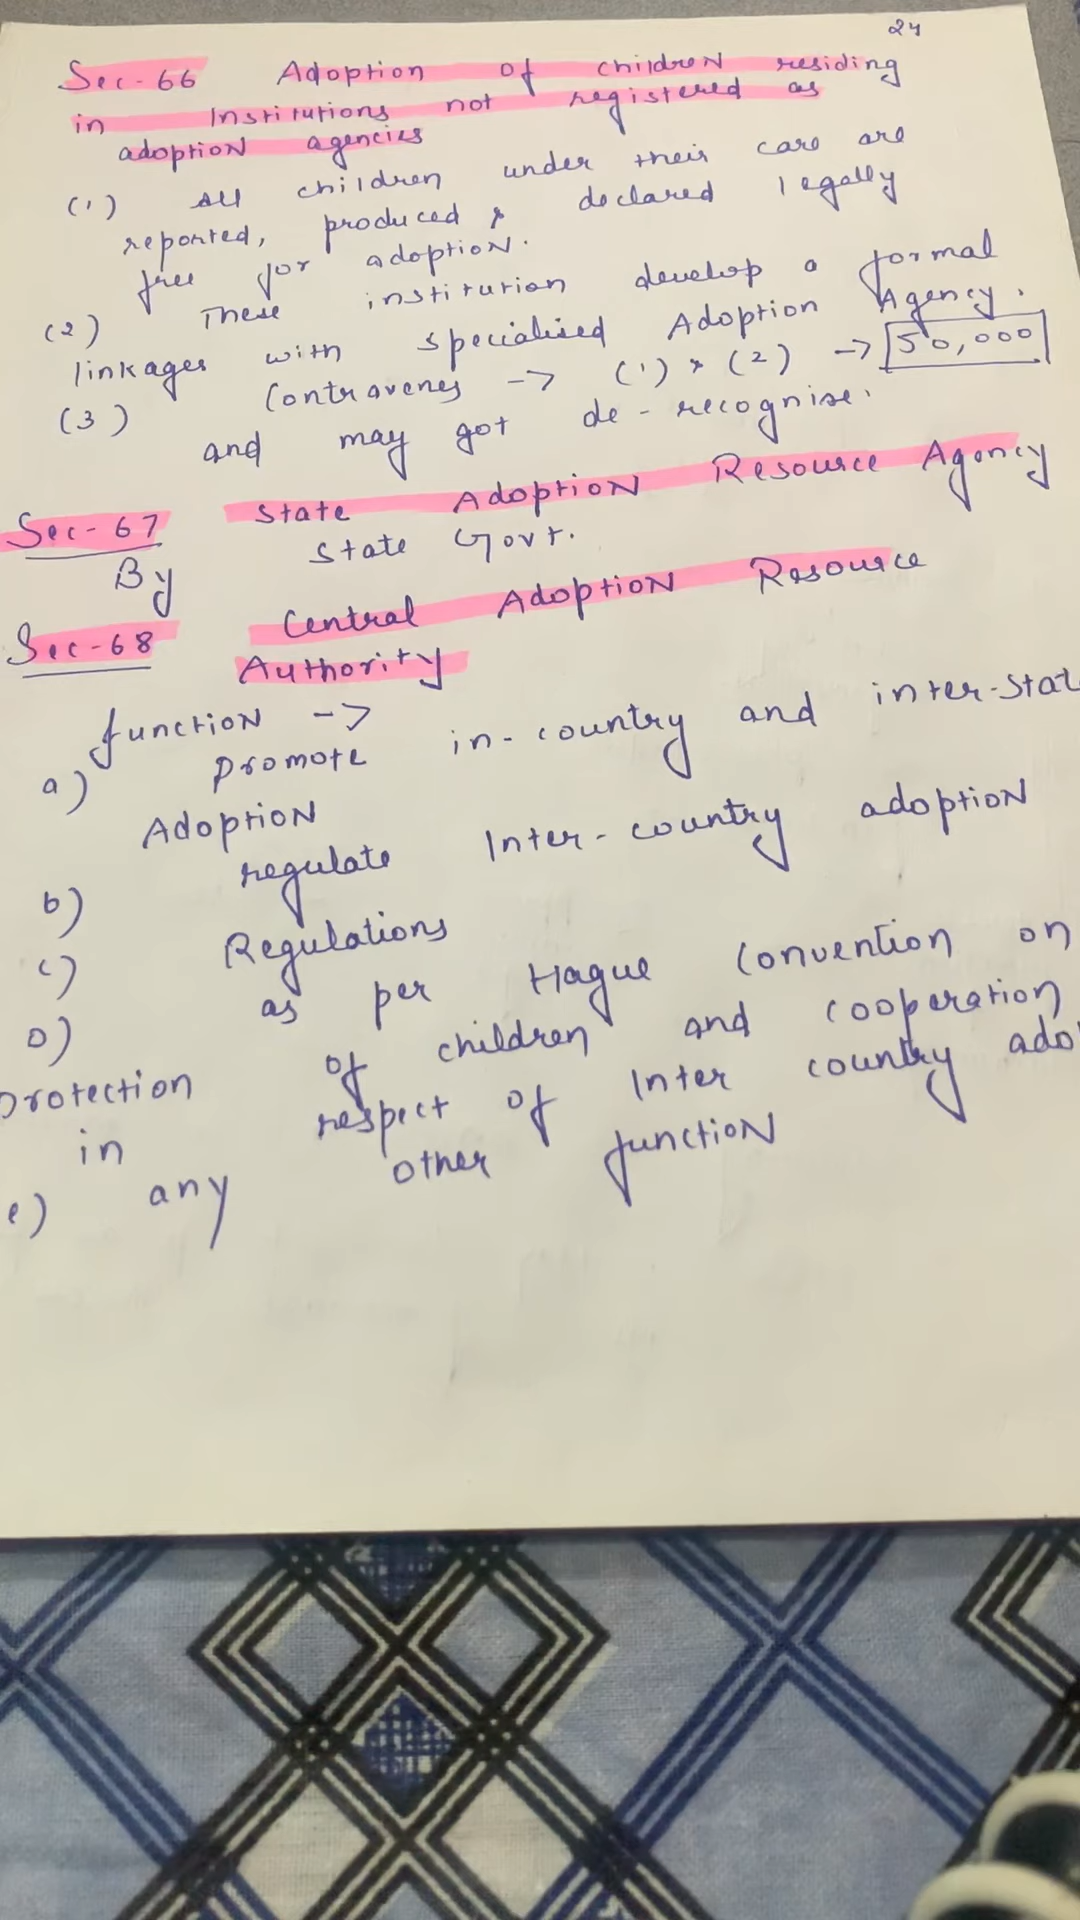 24
Sec-66 Adoption of children residing
in Institutions not registered as
adoption agencies
(1) All children under their care are
reported, produced & declared legally
free for adoption.
(2) These institution develop a formal
linkages with specialised Adoption Agency.
(3) Contravenes -> (1) & (2) -> 50,000
and may got de-recognise.
Sec-67 State Adoption Resource Agency
By State Govt.
Sec-68 Central Adoption Resource
Authority
function ->
a) promote in-country and inter-stat
Adoption
b) regulate Inter-country adoption
c) Regulations
D) as per Hague Convention on
protection of children and cooperation
in respect of Inter country ado
e) any other function